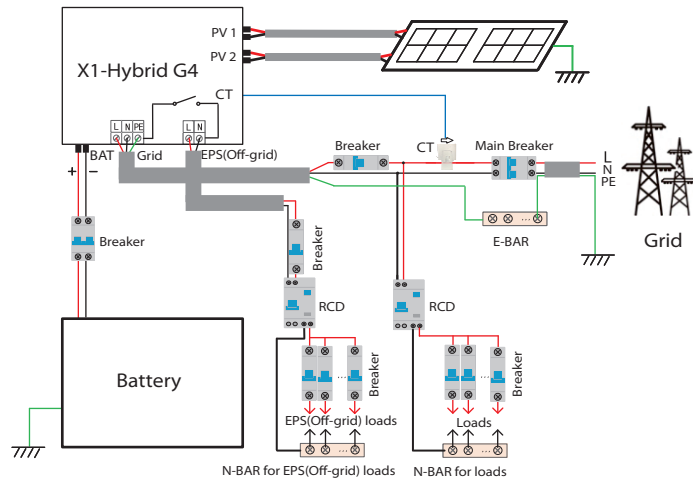 PV 1
PV 2
X1-Hybrid G4
CT
L N PE
L N
BAT
Grid
EPS(Off-grid)
+
−
Breaker
CT
Main Breaker
L
N
PE
E-BAR
Grid
Breaker
Breaker
RCD
RCD
Battery
Breaker
Breaker
...
...
...
EPS(Off-grid) loads
Loads
...
...
N-BAR for EPS(Off-grid) loads
N-BAR for loads